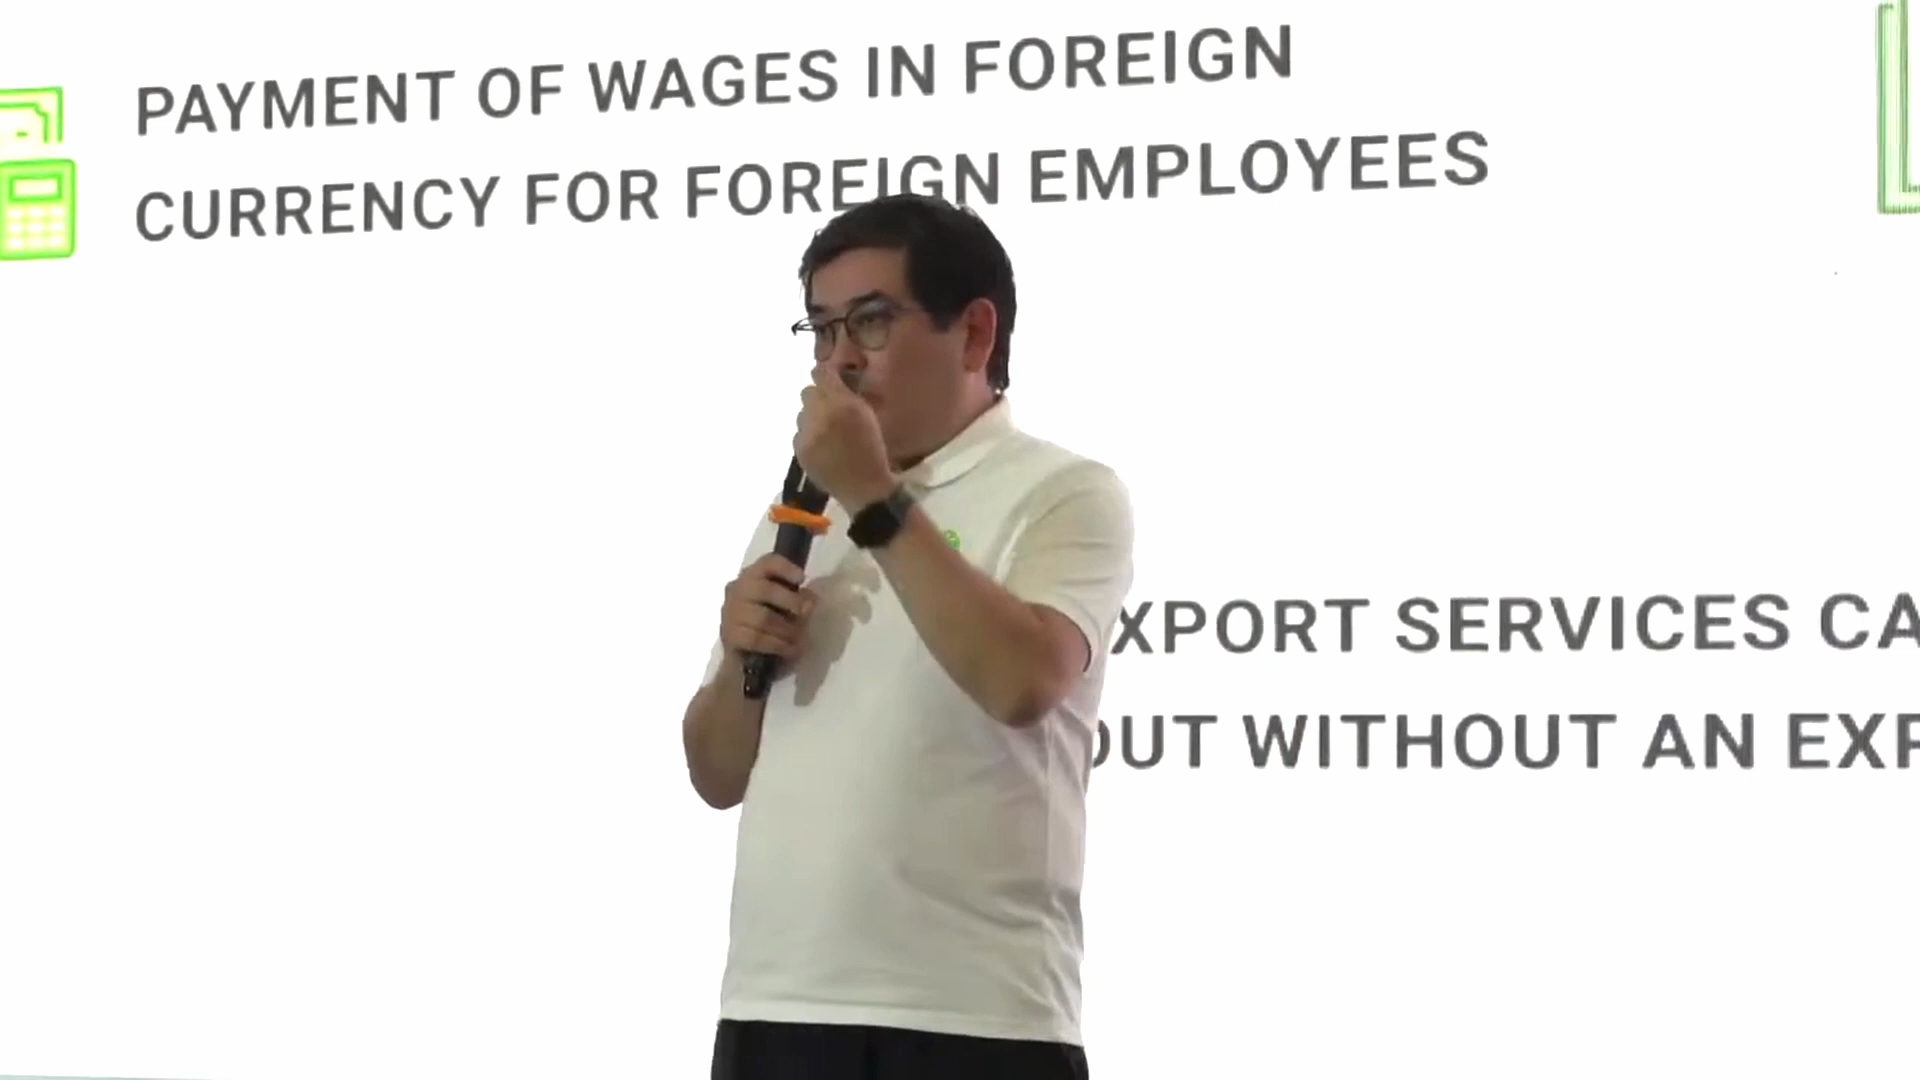 PAYMENT OF WAGES IN FOREIGN
CURRENCY FOR FOREIGN EMPLOYEES
XPORT SERVICES CA
OUT WITHOUT AN EXP